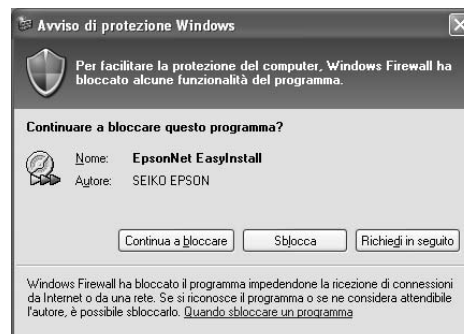 Avviso di protezione Windows
Per facilitare la protezione del computer, Windows Firewall ha
bloccato alcune funzionalità del programma.
Continuare a bloccare questo programma?
Nome: EpsonNet EasyInstall
Autore: SEIKO EPSON
Continua a bloccare Sblocca Richiedi in seguito
Windows Firewall ha bloccato il programma impedendone la ricezione di connessioni
da Internet o da una rete. Se si riconosce il programma o se ne considera attendibile
l'autore, è possibile sbloccarlo. Quando sbloccare un programma